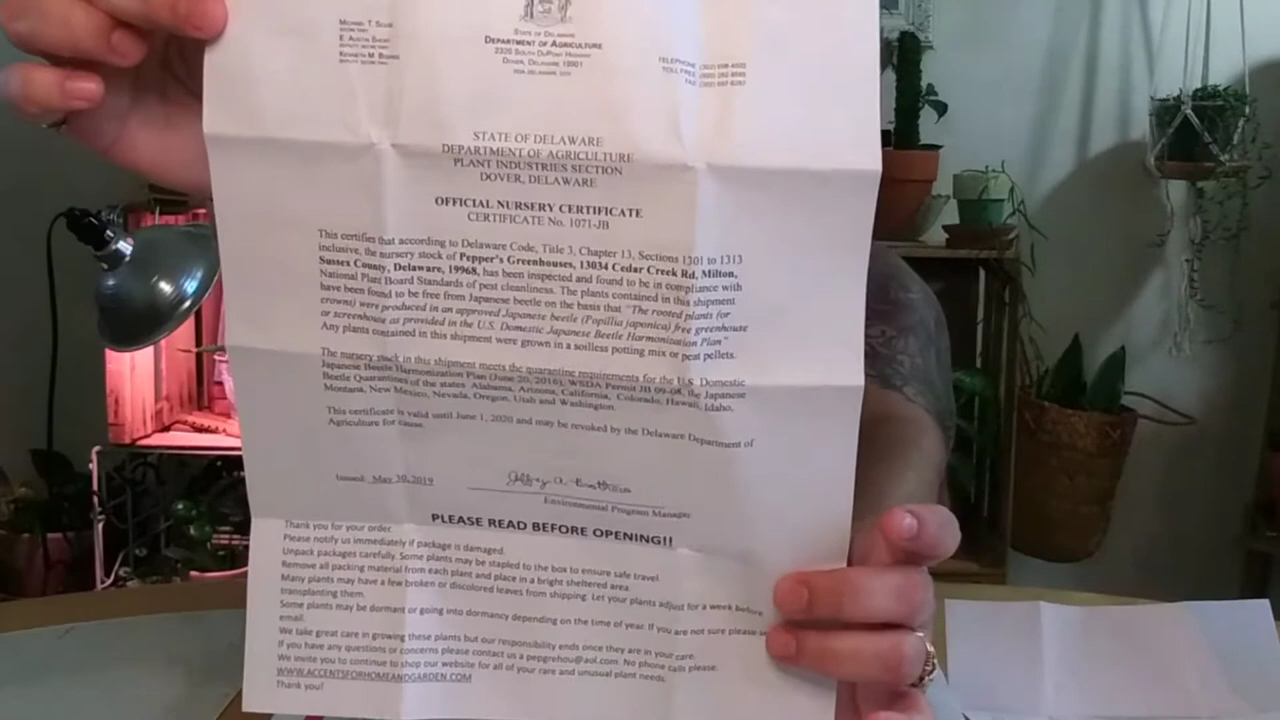 MICHAEL T. SCUSE
SECRETARY
E. AUSTIN SHORT
DEPUTY SECRETARY
KENNETH M.
DEPUTY SECRETARY
STATE OF DELAWARE
DEPARTMENT OF AGRICULTURE
2320 SOUTH DUPONT HIGHWAY
DOVER, DELAWARE 19901
TELEPHONE
TOLL FREE
FAX
STATE OF DELAWARE
DEPARTMENT OF AGRICULTURE
PLANT INDUSTRIES SECTION
DOVER, DELAWARE
OFFICIAL NURSERY CERTIFICATE
CERTIFICATE No. 1071-JB
This certifies that according to Delaware Code, Title 3, Chapter 13, Sections 1301 to 1313
inclusive, the nursery stock of Pepper's Greenhouses, 13034 Cedar Creek Rd, Milton,
Sussex County, Delaware, 19968, has been inspected and found to be in compliance with
National Plant Board Standards of pest cleanliness. The plants contained in this shipment
have been found to be free from Japanese beetle on the basis that "The rooted plants (or
crowns) were produced in an approved Japanese beetle (Popillia japonica) free greenhouse
or screenhouse as provided in the U.S. Domestic Japanese Beetle Harmonization Plan"
Any plants contained in this shipment were grown in a soilless potting mix or peat pellets.
The nursery stock in this shipment meets the quarantine requirements for the U.S. Domestic
Japanese Beetle Harmonization Plan (June 20, 2016), WSDA Permit JB 09-08, the Japanese
Beetle Quarantines of the states Alabama, Arizona, California, Colorado, Hawaii, Idaho,
Montana, New Mexico, Nevada, Oregon, Utah and Washington.
This certificate is valid until June 1, 2020 and may be revoked by the Delaware Department of
Agriculture for cause.
Issued: May 30, 2019
Environmental Program Manager
PLEASE READ BEFORE OPENING!!
Thank you for your order.
Please notify us immediately if package is damaged.
Unpack packages carefully. Some plants may be stapled to the box to ensure safe travel.
Remove all packing material from each plant and place in a bright sheltered area.
Many plants may have a few broken or discolored leaves from shipping. Let your plants adjust for a week before
transplanting them.
Some plants may be dormant or going into dormancy depending on the time of year. If you are not sure please
email.
We take great care in growing these plants but our responsibility ends once they are in your care.
If you have any questions or concerns please contact us a pepgrehou@aol.com. No phone calls please.
We invite you to continue to shop our website for all of your rare and unusual plant needs.
WWW.ACCENTSFORHOMEANDGARDEN.COM
Thank you!